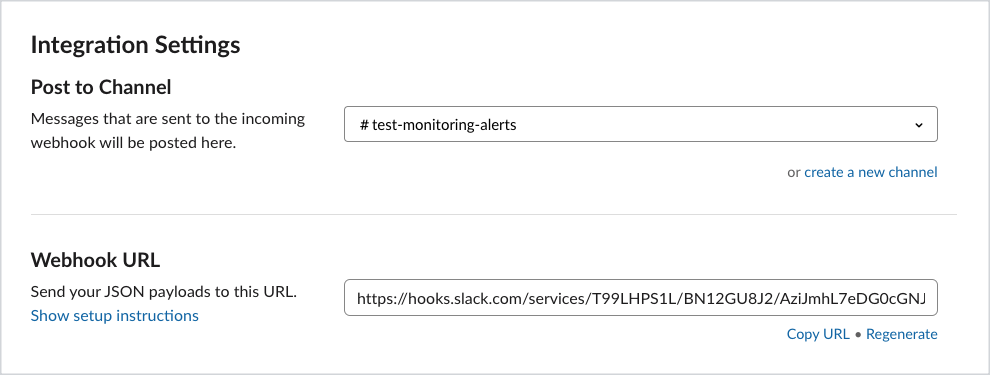 Integration Settings
Post to Channel
Messages that are sent to the incoming
webhook will be posted here.
# test-monitoring-alerts
or create a new channel
Webhook URL
Send your JSON payloads to this URL.
Show setup instructions
https://hooks.slack.com/services/T99LHPS1L/BN12GU8J2/AziJmhL7eDG0cGNJ
Copy URL • Regenerate